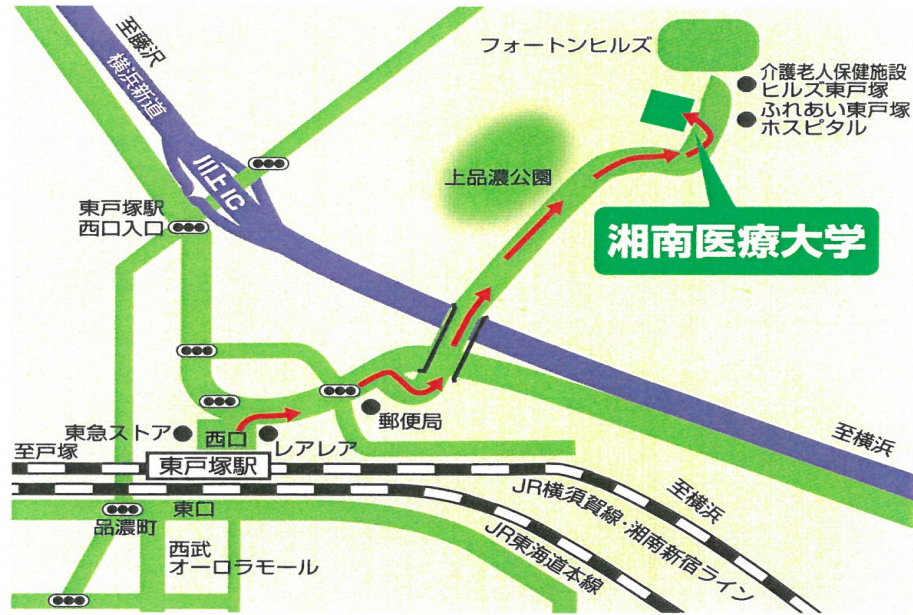 至藤沢
横浜新道
川上IC
フォートンヒルズ
介護老人保健施設
ヒルズ東戸塚
ふれあい東戸塚
ホスピタル
上品濃公園
東戸塚駅
西口入口
湘南医療大学
郵便局
東急ストア
西口
レアレア
至戸塚
東戸塚駅
至横浜
至横浜
JR横須賀線・湘南新宿ライン
JR東海道本線
品濃町
東口
西武
オーロラモール